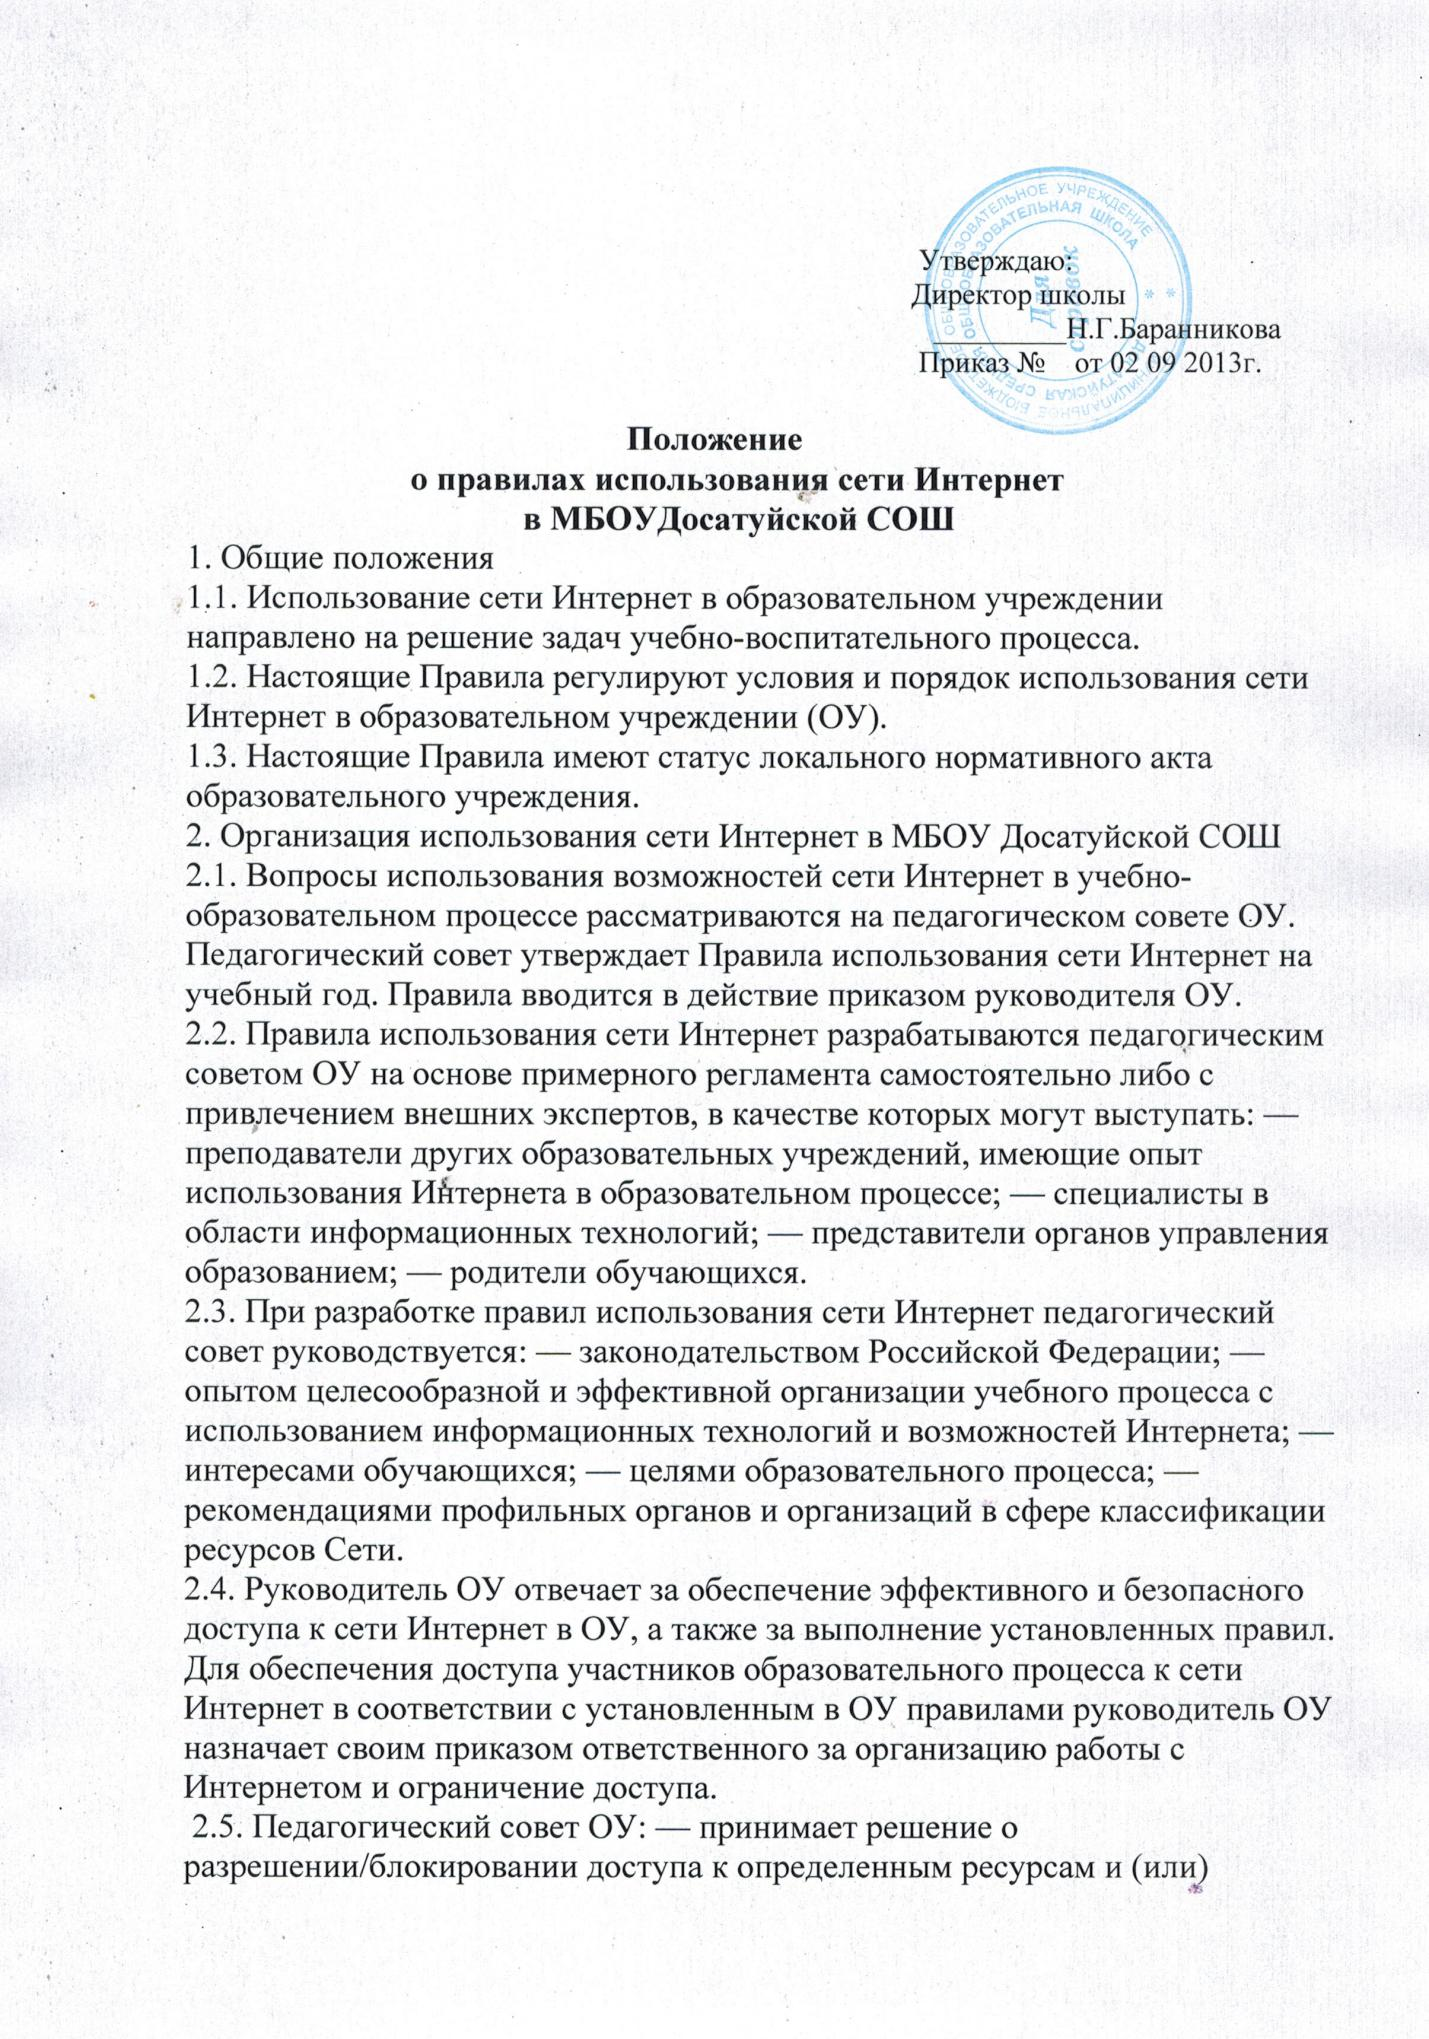 МУНИЦИПАЛЬНОЕ БЮДЖЕТНОЕ ОБЩЕОБРАЗОВАТЕЛЬНОЕ УЧРЕЖДЕНИЕ
ДОСАТУЙСКАЯ СРЕДНЯЯ ОБЩЕОБРАЗОВАТЕЛЬНАЯ ШКОЛА
Для
справок
Утверждаю:
Директор школы
__________Н.Г.Баранникова
Приказ № от 02 09 2013г.
Положение
о правилах использования сети Интернет
в МБОУДосатуйской СОШ
1. Общие положения
1.1. Использование сети Интернет в образовательном учреждении
направлено на решение задач учебно-воспитательного процесса.
1.2. Настоящие Правила регулируют условия и порядок использования сети
Интернет в образовательном учреждении (ОУ).
1.3. Настоящие Правила имеют статус локального нормативного акта
образовательного учреждения.
2. Организация использования сети Интернет в МБОУ Досатуйской СОШ
2.1. Вопросы использования возможностей сети Интернет в учебно-
образовательном процессе рассматриваются на педагогическом совете ОУ.
Педагогический совет утверждает Правила использования сети Интернет на
учебный год. Правила вводится в действие приказом руководителя ОУ.
2.2. Правила использования сети Интернет разрабатываются педагогическим
советом ОУ на основе примерного регламента самостоятельно либо с
привлечением внешних экспертов, в качестве которых могут выступать: —
преподаватели других образовательных учреждений, имеющие опыт
использования Интернета в образовательном процессе; — специалисты в
области информационных технологий; — представители органов управления
образованием; — родители обучающихся.
2.3. При разработке правил использования сети Интернет педагогический
совет руководствуется: — законодательством Российской Федерации; —
опытом целесообразной и эффективной организации учебного процесса с
использованием информационных технологий и возможностей Интернета; —
интересами обучающихся; — целями образовательного процесса; —
рекомендациями профильных органов и организаций в сфере классификации
ресурсов Сети.
2.4. Руководитель ОУ отвечает за обеспечение эффективного и безопасного
доступа к сети Интернет в ОУ, а также за выполнение установленных правил.
Для обеспечения доступа участников образовательного процесса к сети
Интернет в соответствии с установленным в ОУ правилами руководитель ОУ
назначает своим приказом ответственного за организацию работы с
Интернетом и ограничение доступа.
2.5. Педагогический совет ОУ: — принимает решение о
разрешении/блокировании доступа к определенным ресурсам и (или)